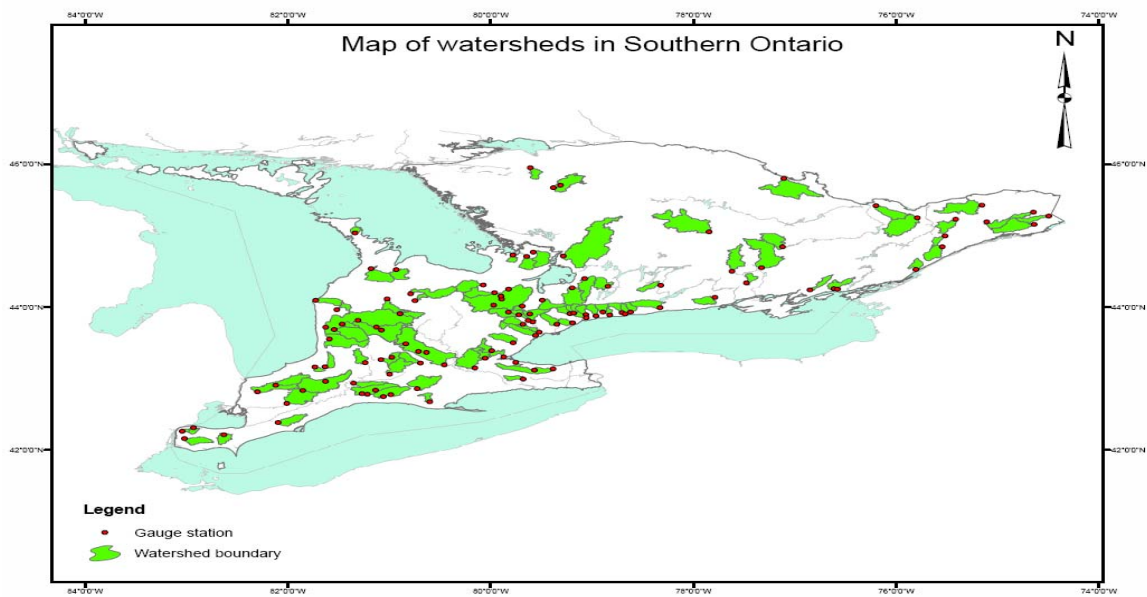 84°0'0"W 82°0'0"W 80°0'0"W 78°0'0"W 76°0'0"W 74°0'0"W
Map of watersheds in Southern Ontario
N
46°0'0"N 46°0'0"N
44°0'0"N 44°0'0"N
42°0'0"N 42°0'0"N
Legend
Gauge station
Watershed boundary
84°0'0"W 82°0'0"W 80°0'0"W 78°0'0"W 76°0'0"W 74°0'0"W